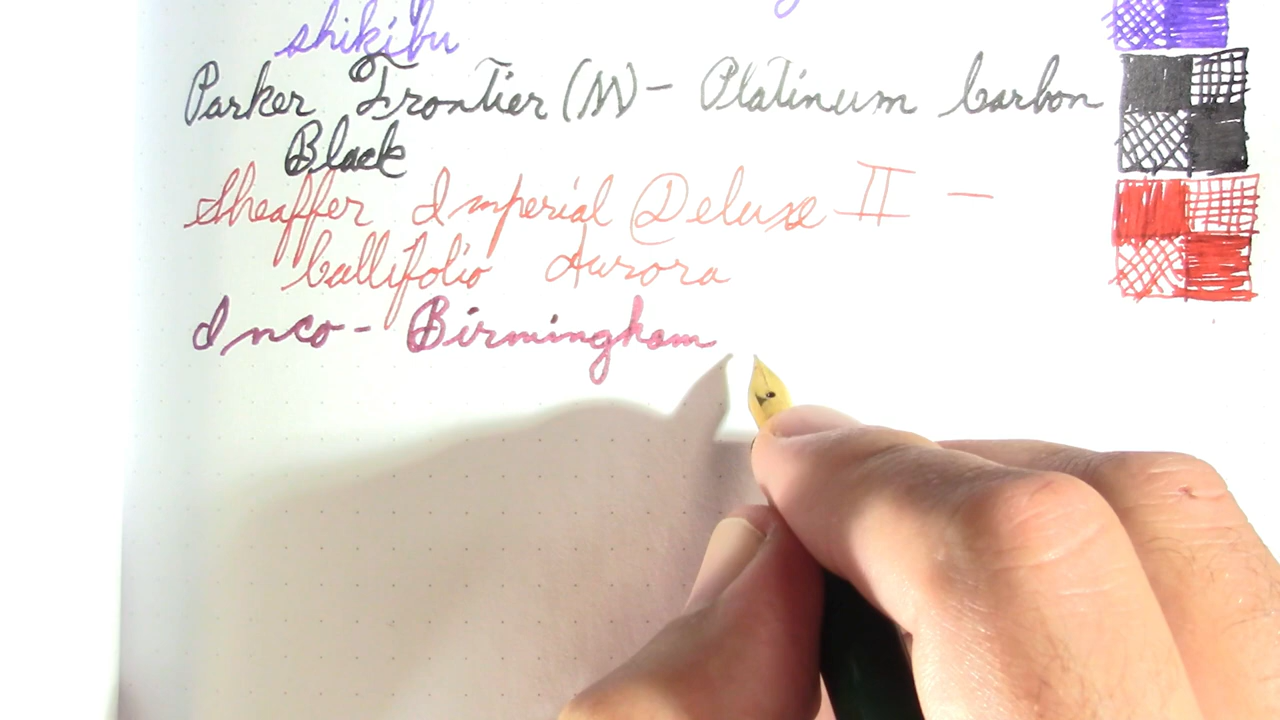 shikibu
Parker Frontier (M) - Platinum Carbon
Black
Sheaffer Imperial Deluxe II -
Callifolio Aurora
Inco - Birmingham